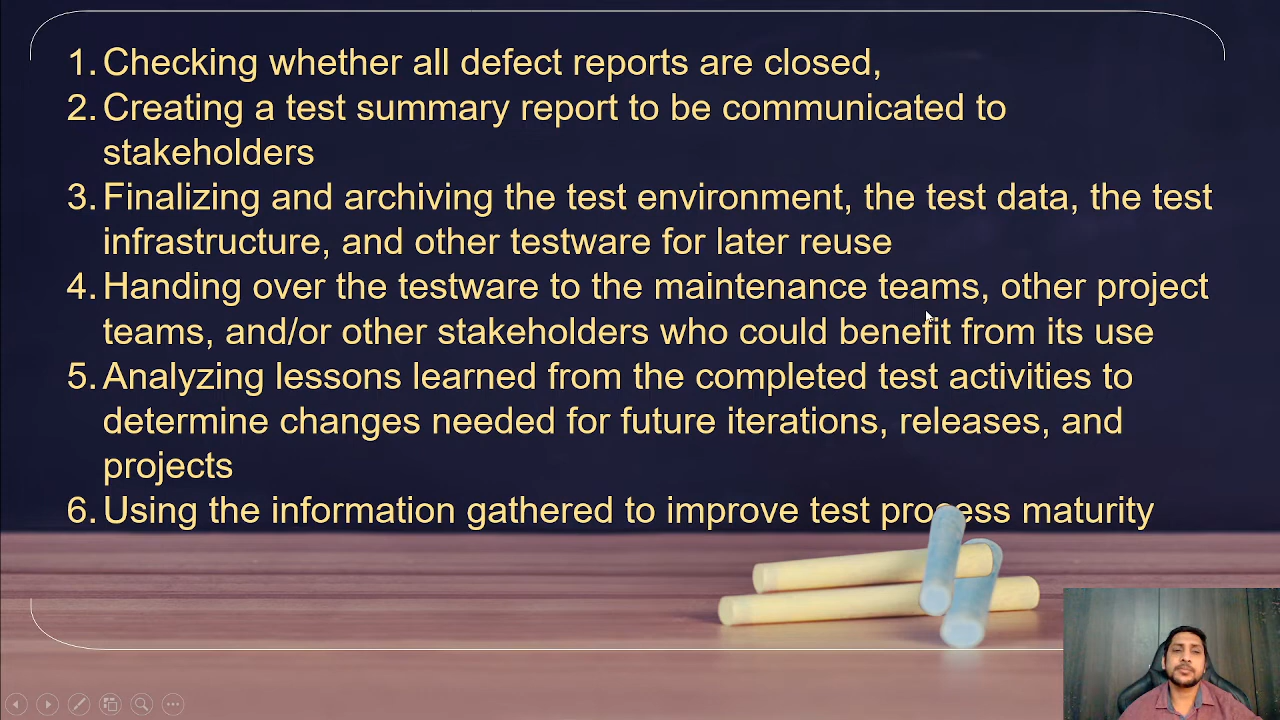 1. Checking whether all defect reports are closed,
2. Creating a test summary report to be communicated to
stakeholders
3. Finalizing and archiving the test environment, the test data, the test
infrastructure, and other testware for later reuse
4. Handing over the testware to the maintenance teams, other project
teams, and/or other stakeholders who could benefit from its use
5. Analyzing lessons learned from the completed test activities to
determine changes needed for future iterations, releases, and
projects
6. Using the information gathered to improve test process maturity